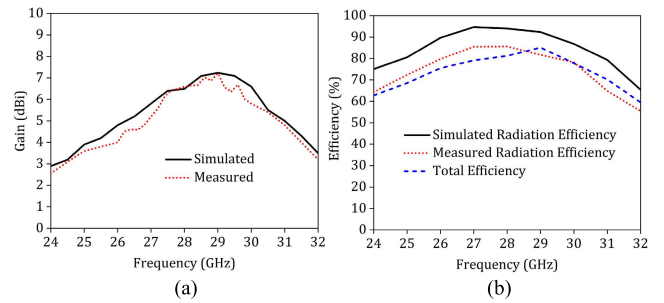 10
9
8
7
6
5
4
3
2
1
0
Gain (dBi)
Simulated
Measured
24 25 26 27 28 29 30 31 32
Frequency (GHz)
(a)
100
90
80
70
60
50
40
30
20
10
0
Efficiency (%)
Simulated Radiation Efficiency
Measured Radiation Efficiency
Total Efficiency
24 25 26 27 28 29 30 31 32
Frequency (GHz)
(b)